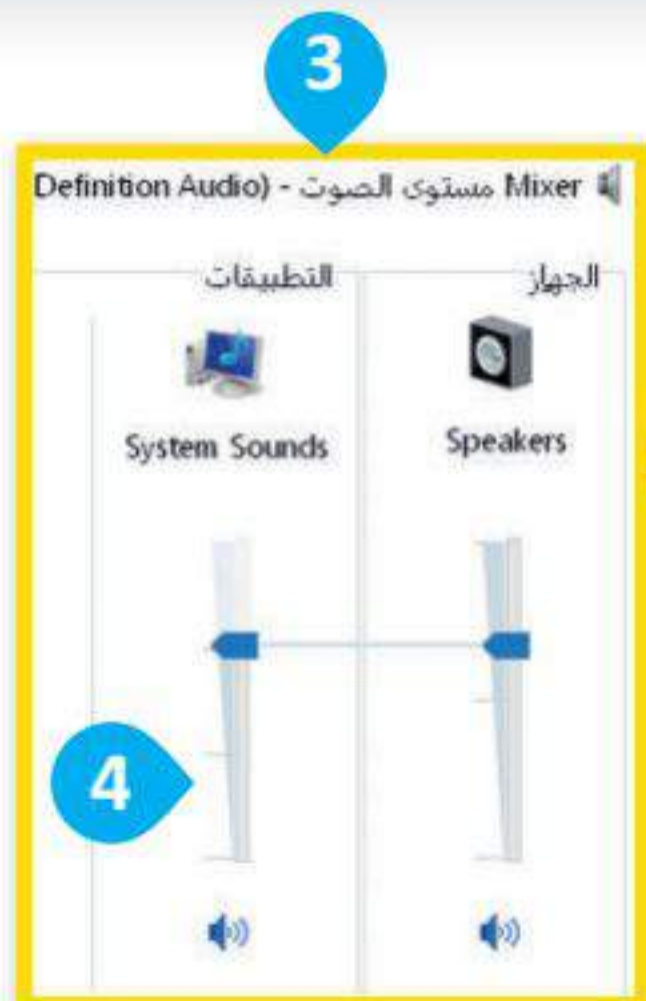 3
Mixer مستوى الصوت - (Definition Audio
الجهاز
التطبيقات
Speakers
System Sounds
4